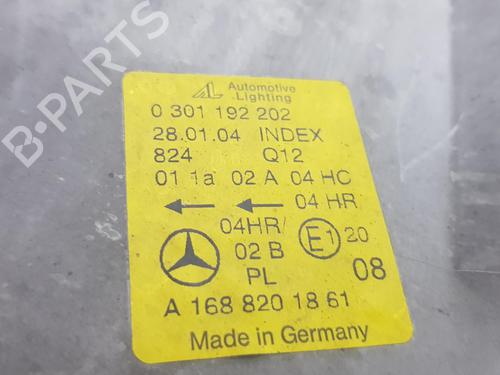 B-PARTS
AL Automotive
Lighting
0 301 192 202
28.01.04 INDEX
824 Q12
01 1a 02 A 04 HC
04 HR
04HR/
02 B
E1 20
PL
08
A 168 820 18 61
Made in Germany